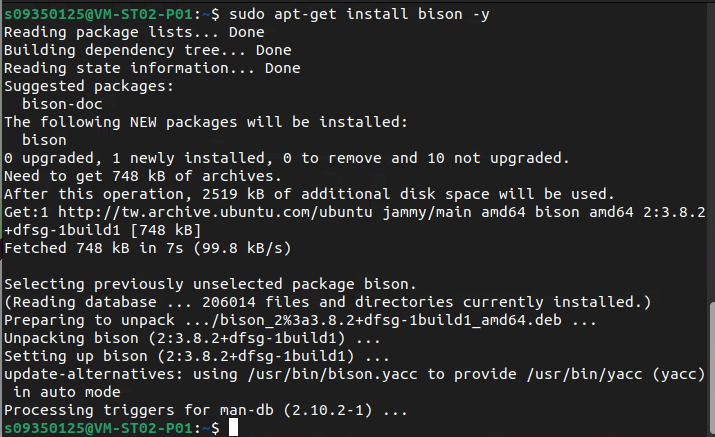 s09350125@VM-ST02-P01:~$ sudo apt-get install bison -y
Reading package lists... Done
Building dependency tree... Done
Reading state information... Done
Suggested packages:
  bison-doc
The following NEW packages will be installed:
  bison
0 upgraded, 1 newly installed, 0 to remove and 10 not upgraded.
Need to get 748 kB of archives.
After this operation, 2519 kB of additional disk space will be used.
Get:1 http://tw.archive.ubuntu.com/ubuntu jammy/main amd64 bison amd64 2:3.8.2
+dfsg-1build1 [748 kB]
Fetched 748 kB in 7s (99.8 kB/s)

Selecting previously unselected package bison.
(Reading database ... 206014 files and directories currently installed.)
Preparing to unpack .../bison_2%3a3.8.2+dfsg-1build1_amd64.deb ...
Unpacking bison (2:3.8.2+dfsg-1build1) ...
Setting up bison (2:3.8.2+dfsg-1build1) ...
update-alternatives: using /usr/bin/bison.yacc to provide /usr/bin/yacc (yacc)
 in auto mode
Processing triggers for man-db (2.10.2-1) ...
s09350125@VM-ST02-P01:~$